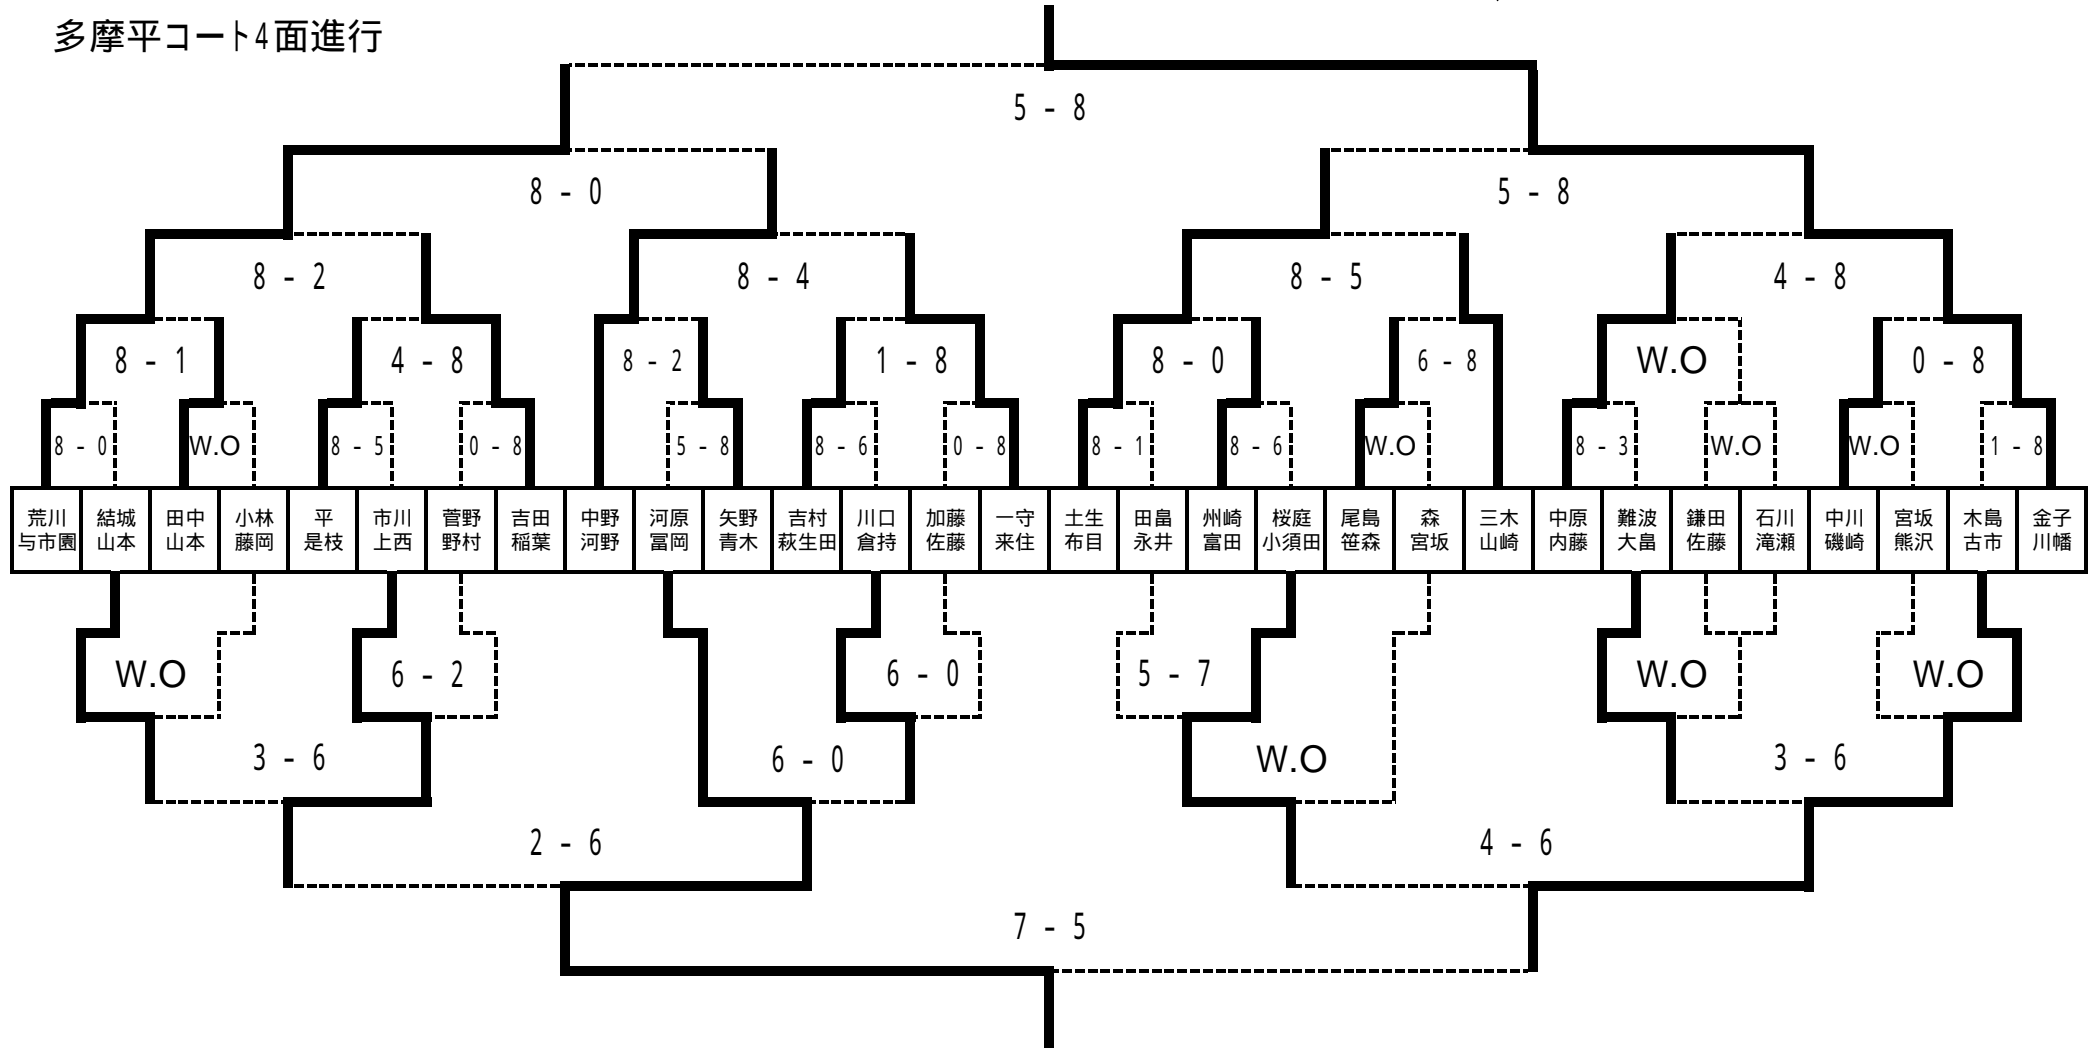 多摩平コート4面進行
5 - 8
8 - 0
5 - 8
8 - 2
8 - 4
8 - 5
4 - 8
8 - 1
4 - 8
8 - 2
1 - 8
8 - 0
6 - 8
W.O
0 - 8
8 - 0
W.O
8 - 5
0 - 8
5 - 8
8 - 6
0 - 8
8 - 1
8 - 6
W.O
8 - 3
W.O
W.O
1 - 8
荒川
与市園
結城
山本
田中
山本
小林
藤岡
平
是枝
市川
上西
菅野
野村
吉田
稲葉
中野
河野
河原
冨岡
矢野
青木
吉村
萩生田
川口
倉持
加藤
佐藤
一守
来住
土生
布目
田畠
永井
州崎
富田
桜庭
小須田
尾島
笹森
森
宮坂
三木
山崎
中原
内藤
難波
大畠
鎌田
佐藤
石川
滝瀬
中川
磯崎
宮坂
熊沢
木島
古市
金子
川幡
W.O
6 - 2
6 - 0
5 - 7
W.O
W.O
3 - 6
6 - 0
W.O
3 - 6
2 - 6
4 - 6
7 - 5